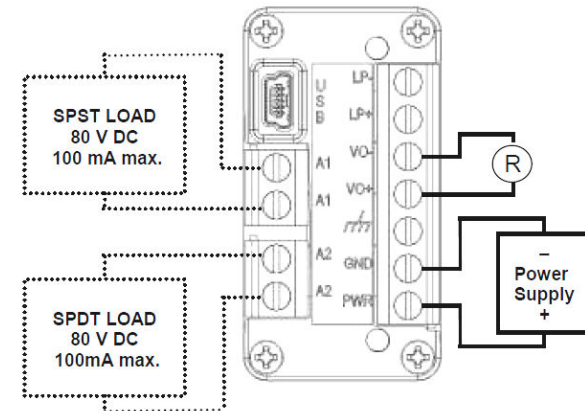 SPST LOAD
80 V DC
100 mA max.
SPDT LOAD
80 V DC
100mA max.
U
S
B
A1
A1
A2
A2
LP-
LP+
VO-
VO+
GND
PWR
R
–
Power
Supply
+